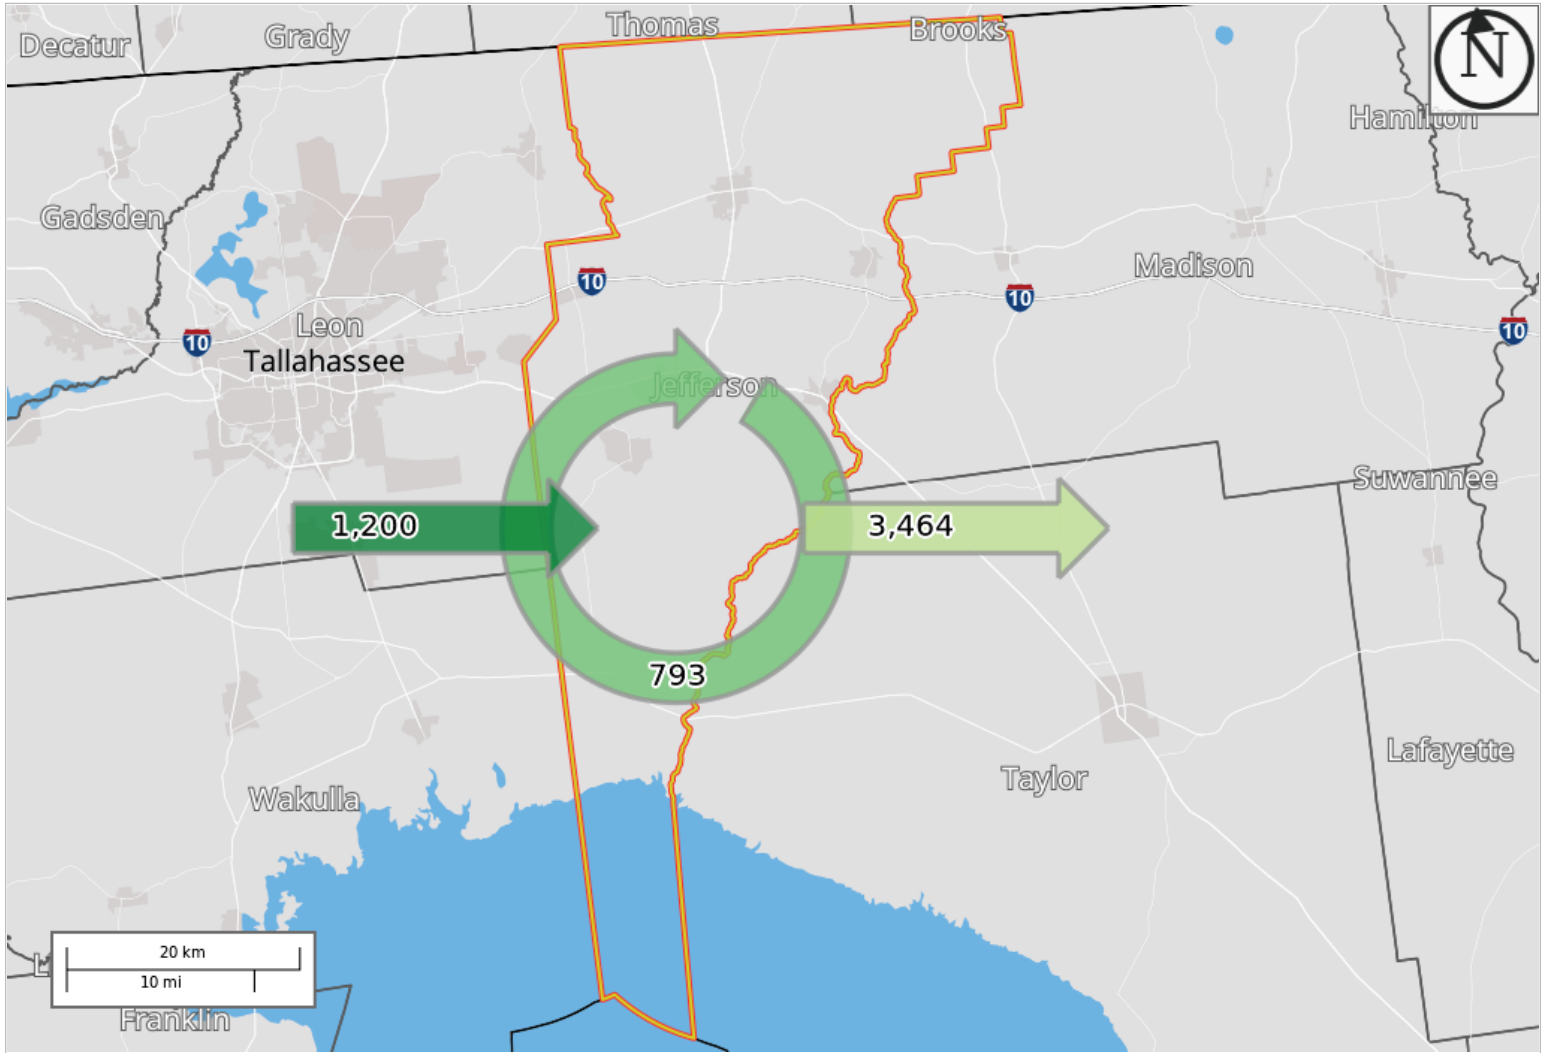 Thomas
Brooks
Decatur
Grady
N
Hamilton
Gadsden
Madison
10
10
Leon
10
10
Tallahassee
Jefferson
Suwannee
1,200
3,464
793
Lafayette
Taylor
Wakulla
20 km
10 mi
L
Franklin